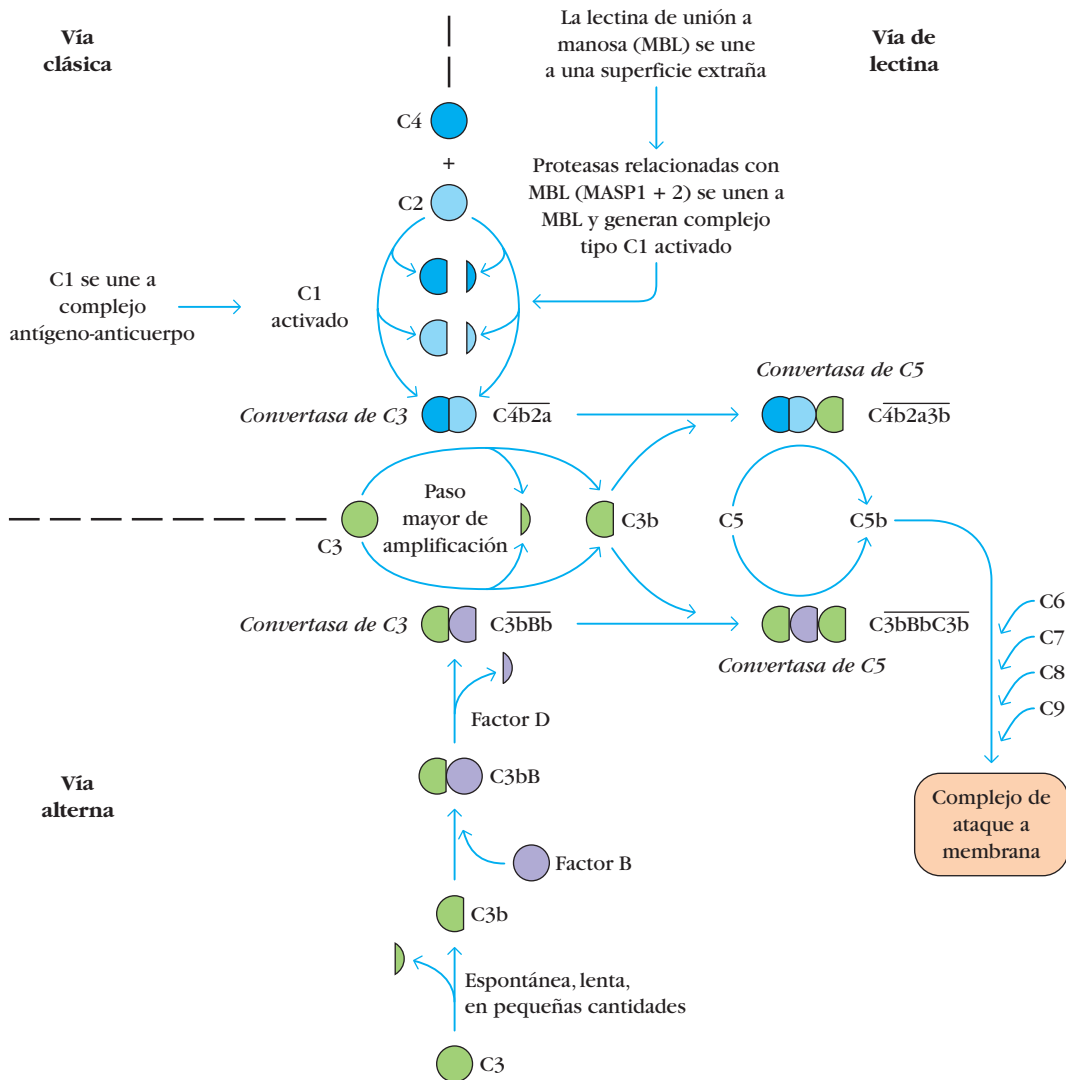 Vía
clásica
La lectina de unión a
manosa (MBL) se une
a una superficie extraña
Vía de
lectina
C4
+
C2
Proteasas relacionadas con
MBL (MASP1 + 2) se unen a
MBL y generan complejo
tipo C1 activado
C1 se une a
complejo
antígeno-anticuerpo
C1
activado
Convertasa de C3
C4b2a
Convertasa de C5
C4b2a3b
Paso
mayor de
amplificación
C3
C3b
C5
C5b
Convertasa de C3
C3bBb
C3bBbC3b
Convertasa de C5
C6
C7
C8
C9
Factor D
C3bB
Vía
alterna
Complejo de
ataque a
membrana
Factor B
C3b
Espontánea, lenta,
en pequeñas cantidades
C3